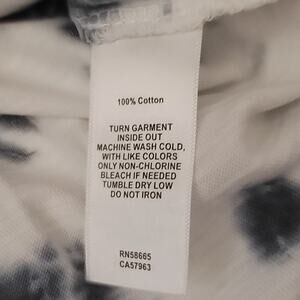 100% Cotton
TURN GARMENT
INSIDE OUT
MACHINE WASH COLD,
WITH LIKE COLORS
ONLY NON-CHLORINE
BLEACH IF NEEDED
TUMBLE DRY LOW
DO NOT IRON
RN58665
CA57963